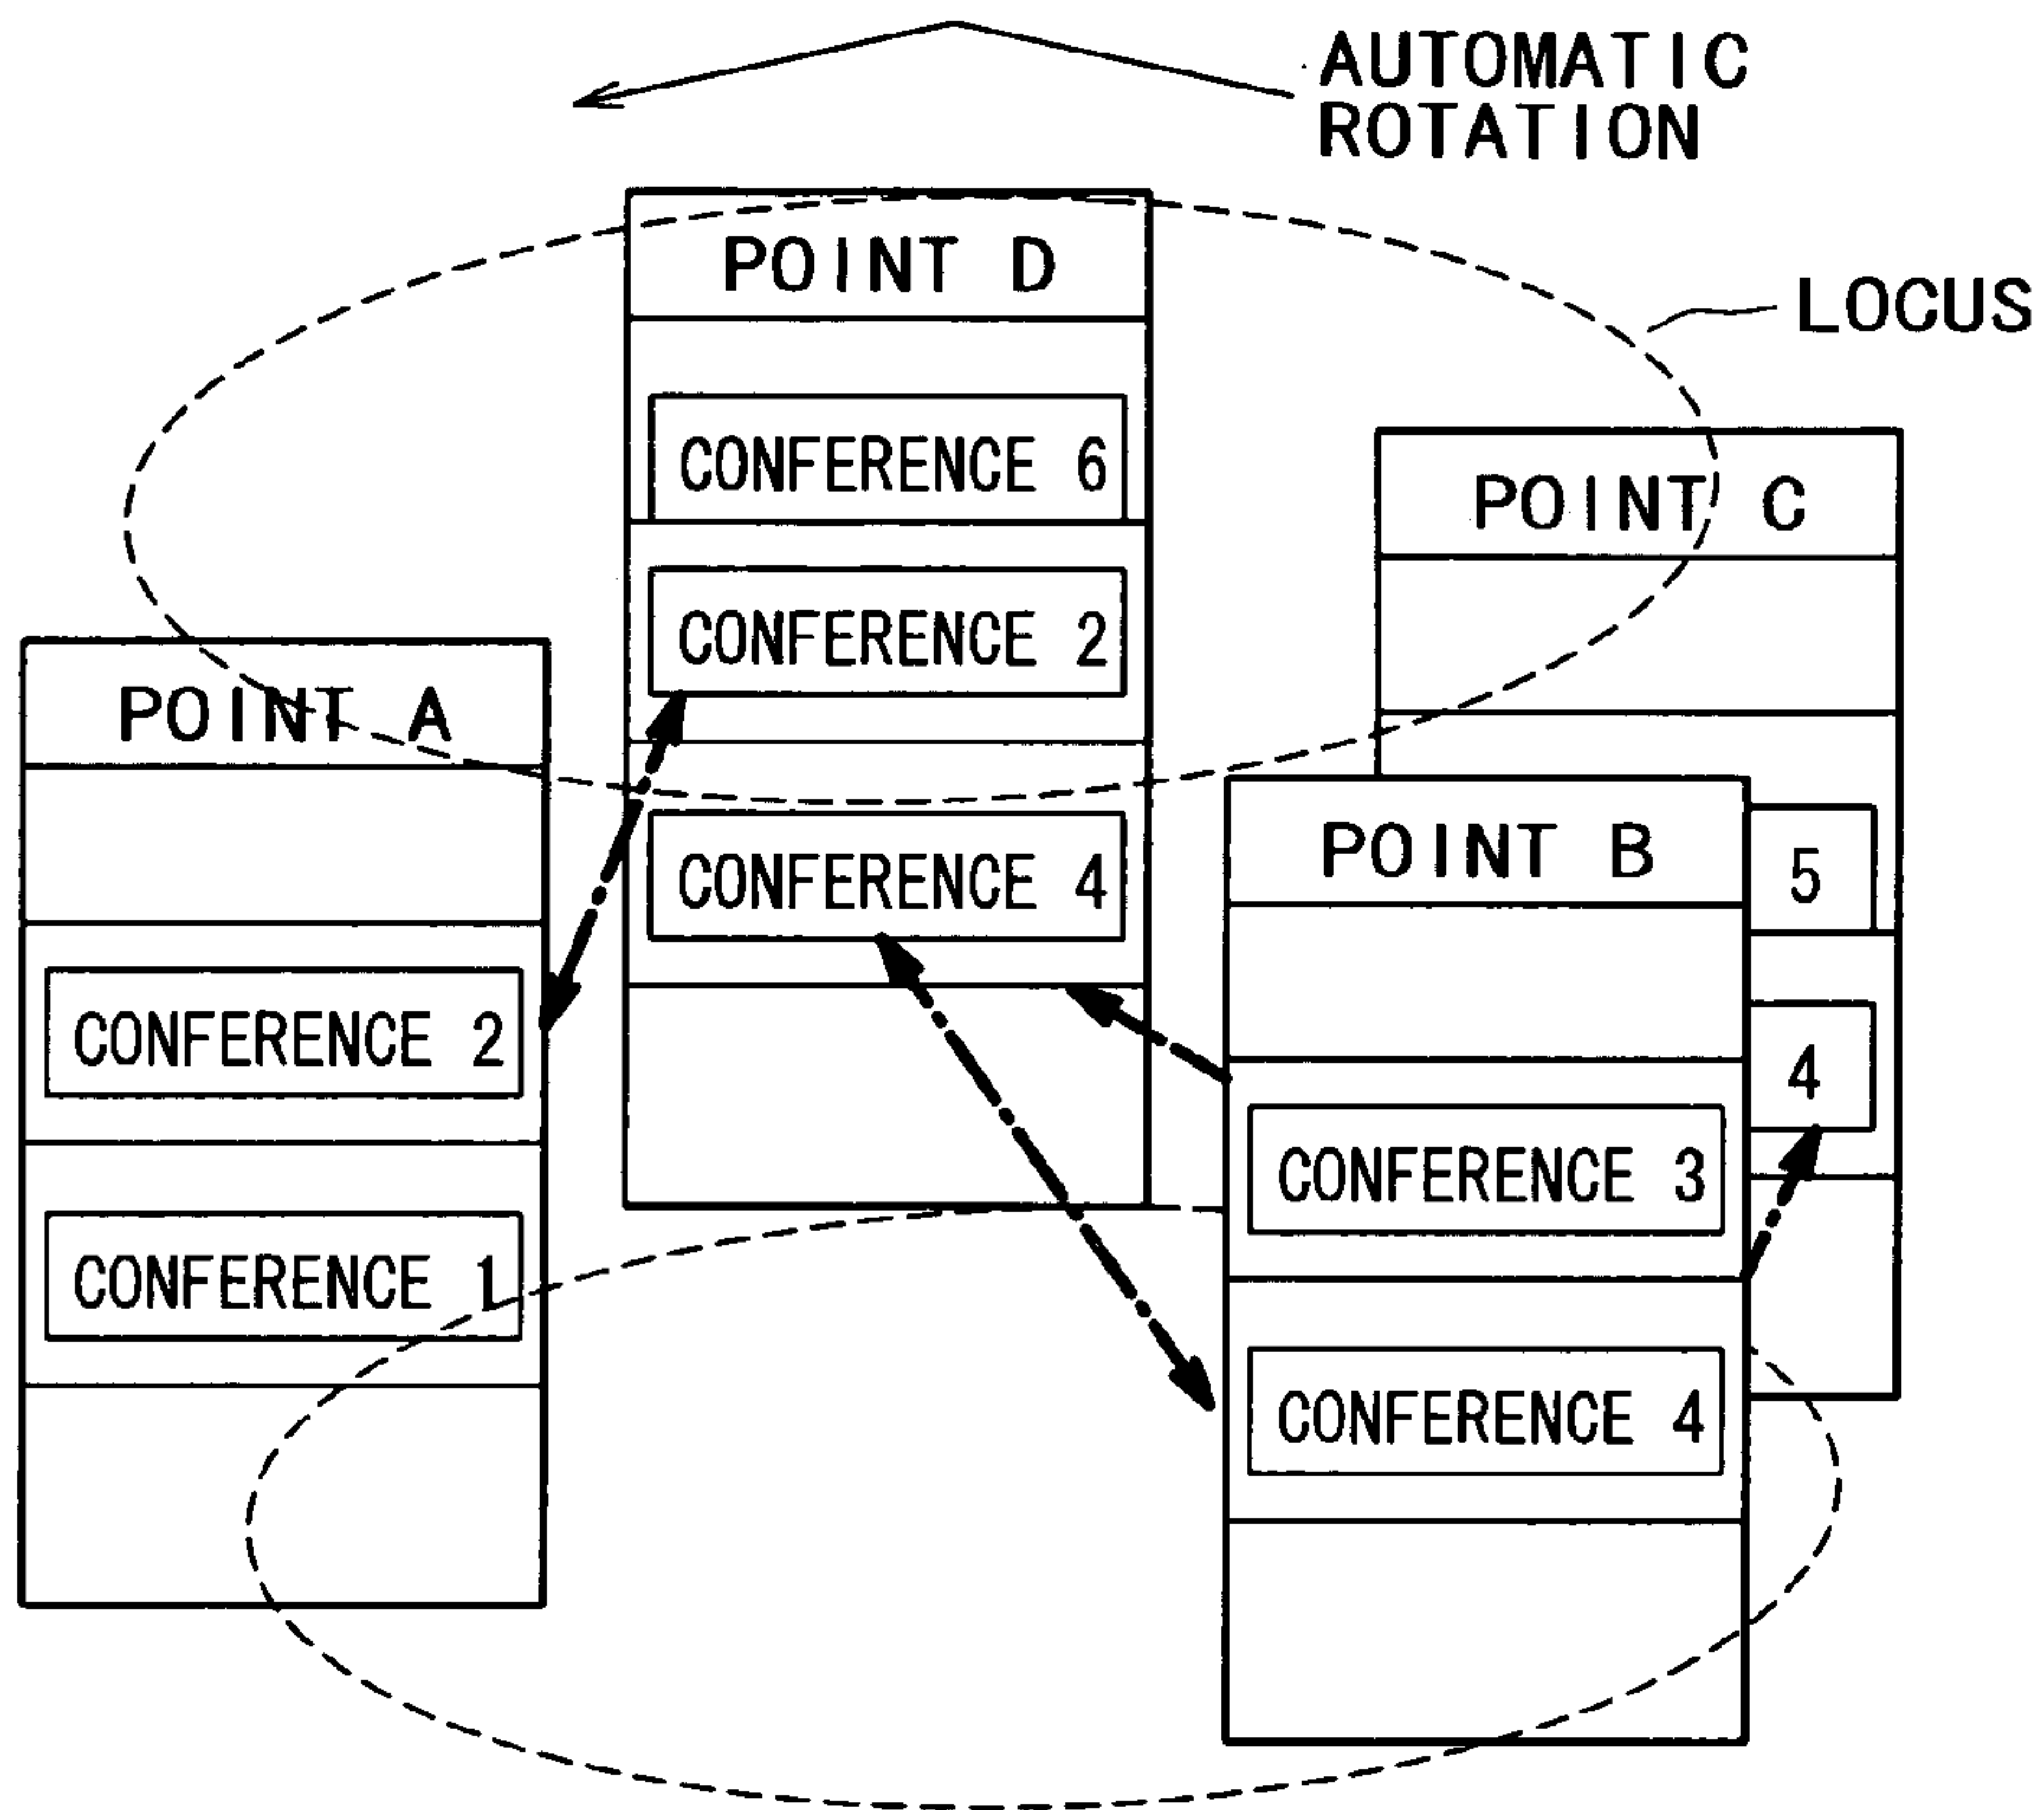 AUTOMATIC
ROTATION
LOCUS
POINT D
CONFERENCE 6
CONFERENCE 2
CONFERENCE 4
POINT C
5
4
POINT A
CONFERENCE 2
CONFERENCE 1
POINT B
CONFERENCE 3
CONFERENCE 4